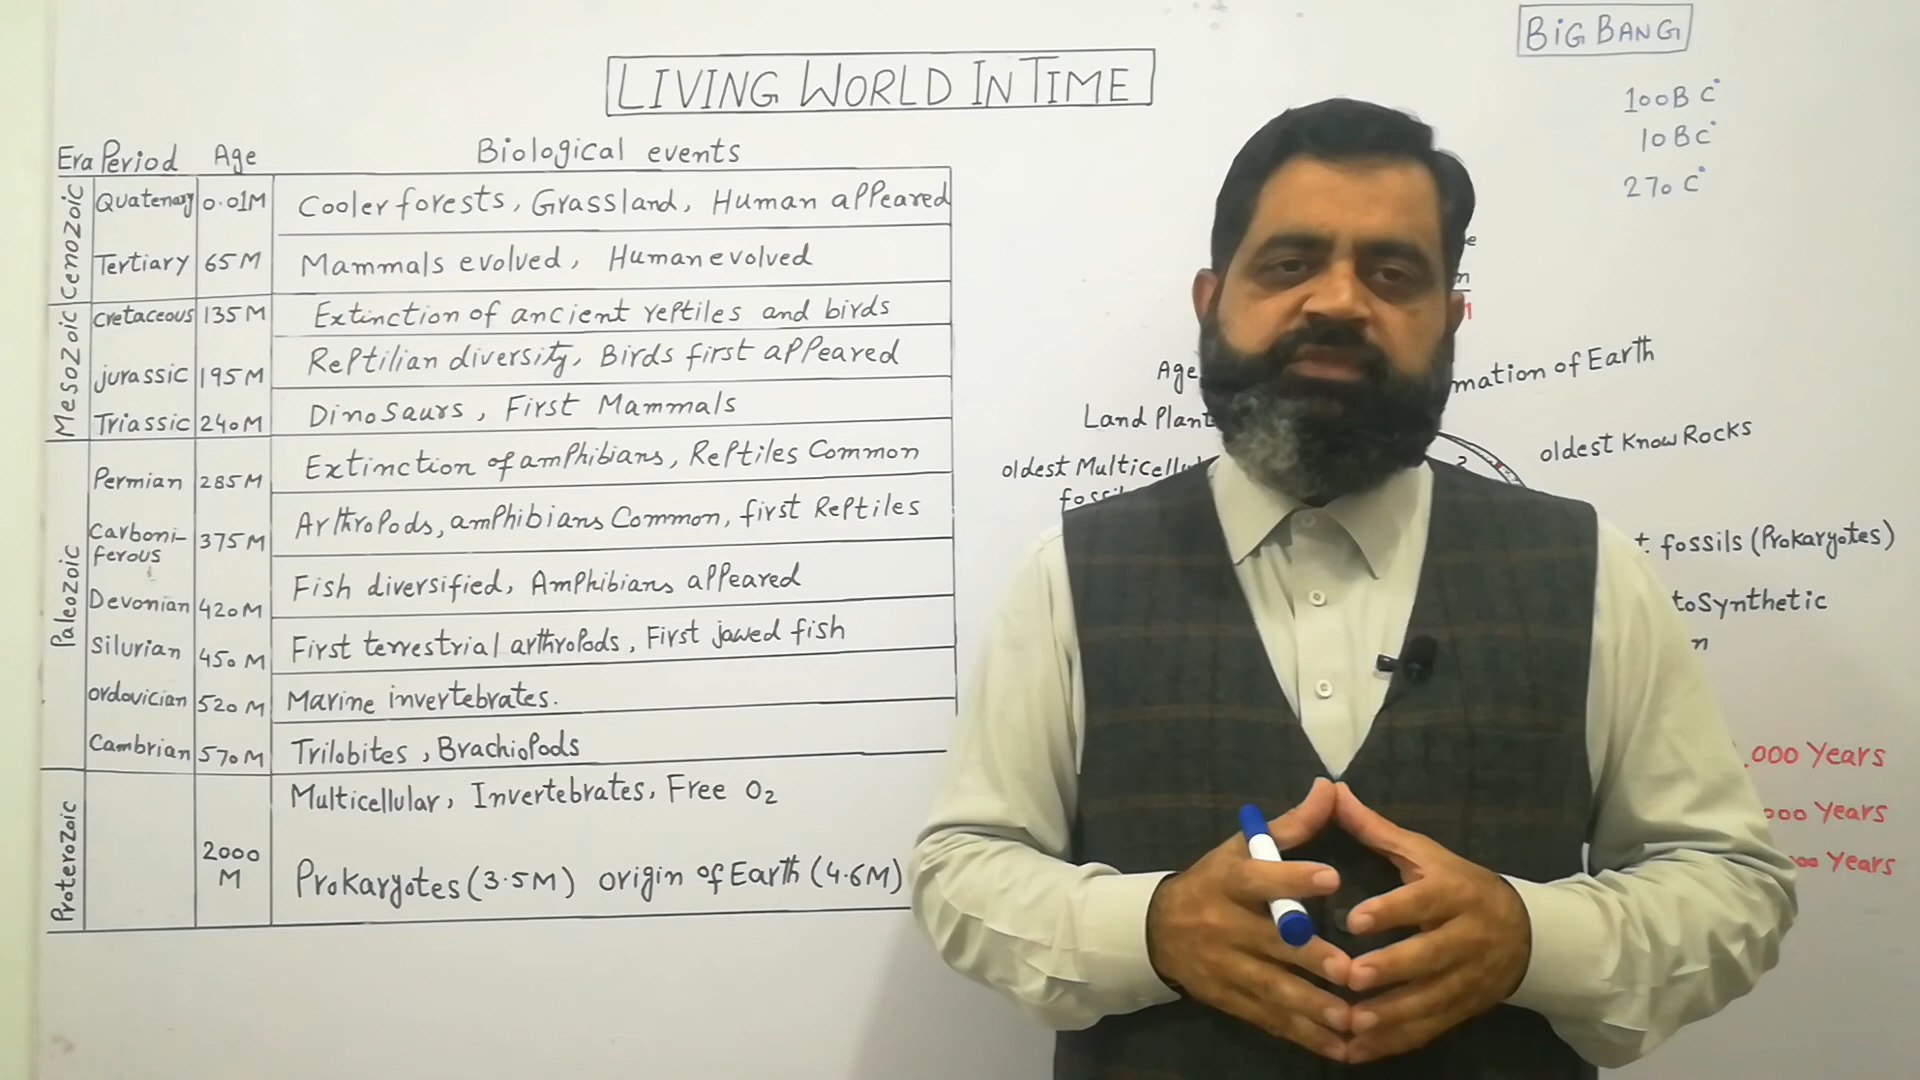 LIVING WORLD IN TIME
BIG BANG
100B C°
10B C°
270 C°
Era Period Age Biological events
Cenozoic
Quatenary 0.01M Cooler forests, Grassland, Human appeared
Tertiary 65M Mammals evolved, Human evolved
Mesozoic
Cretaceous 135M Extinction of ancient reptiles and birds
jurassic 195M Reptilian diversity, Birds first appeared
Triassic 240M Dinosaurs, First Mammals
Paleozoic
Permian 285M Extinction of amphibians, Reptiles Common
Carboni-
ferous 375M Arthropods, amphibians Common, first Reptiles
Devonian 420M Fish diversified, Amphibians appeared
Silurian 450M First terrestrial arthropods, First jawed fish
ordovician 520M Marine invertebrates.
Cambrian 570M Trilobites, Brachiopods
Proterozoic
2000
M
Multicellular, Invertebrates, Free O2
Prokaryotes (3.5M) origin of Earth (4.6M)
Age
Land Plant
oldest Multicellul
fossi
mation of Earth
oldest Know Rocks
t fossils (Prokaryotes)
toSynthetic
n
,000 Years
000 Years
00 Years